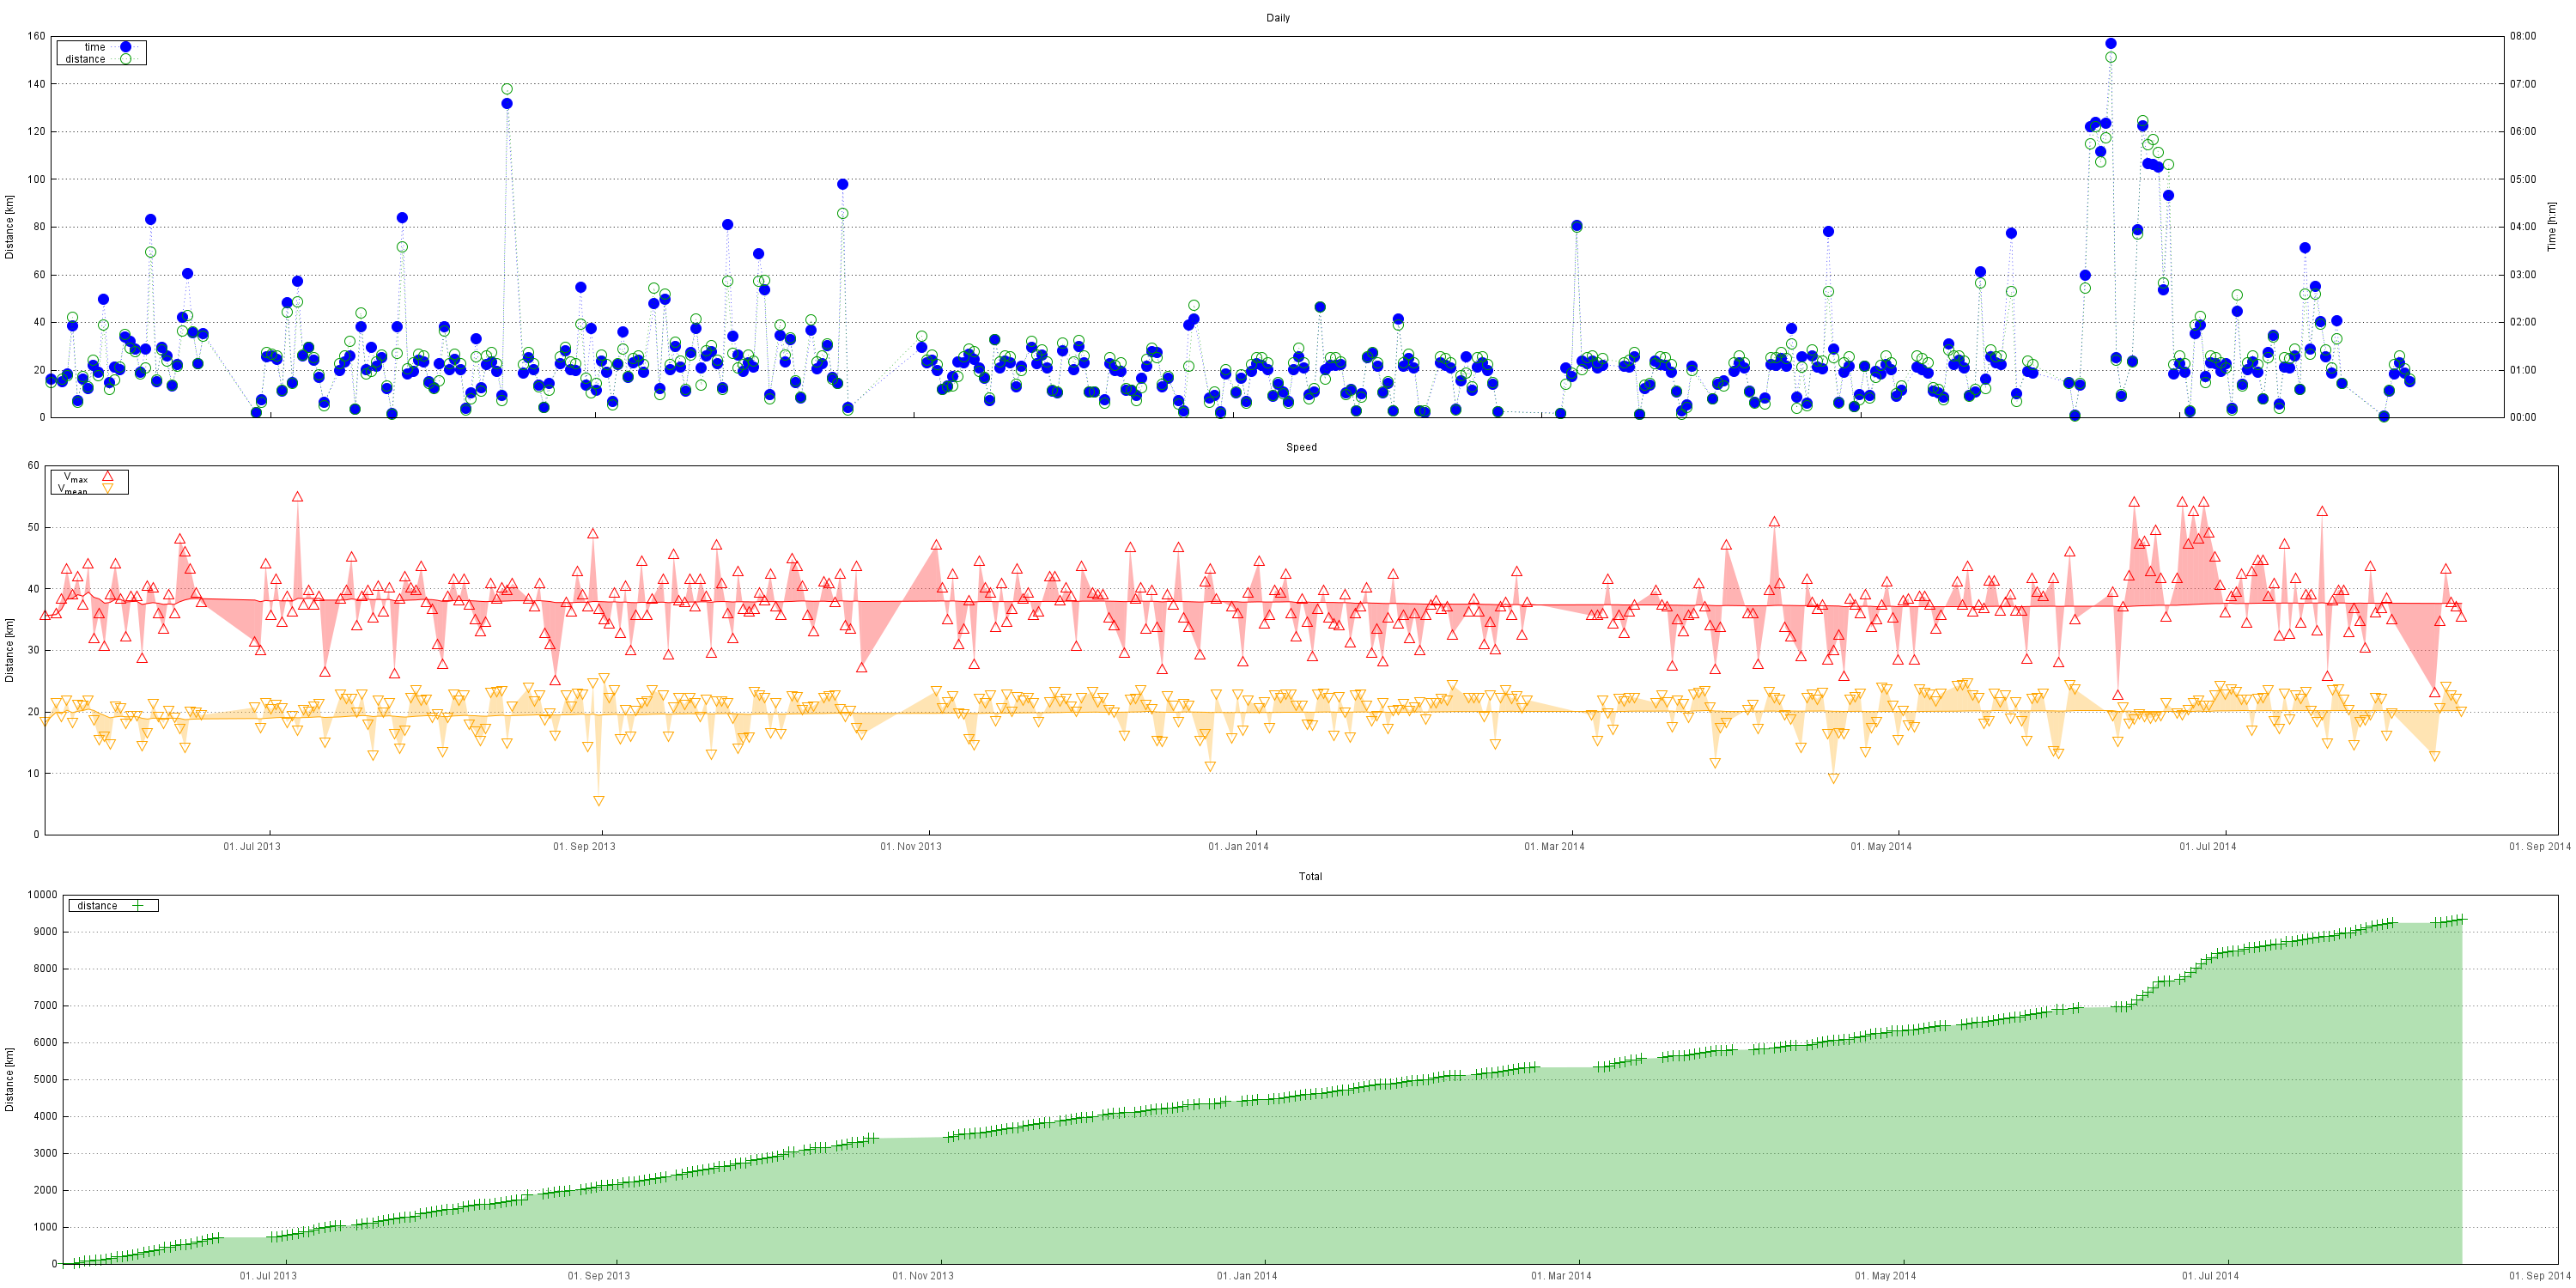 Daily
160
140
120
100
80
60
40
20
0
Distance [km]
time
distance
08:00
07:00
06:00
05:00
04:00
03:00
02:00
01:00
00:00
Time [h:m]
Speed
60
50
40
30
20
10
0
Distance [km]
Vmax
Vmean
01. Jul 2013
01. Sep 2013
01. Nov 2013
01. Jan 2014
01. Mar 2014
01. May 2014
01. Jul 2014
01. Sep 2014
Total
10000
9000
8000
7000
6000
5000
4000
3000
2000
1000
0
Distance [km]
distance
01. Jul 2013
01. Sep 2013
01. Nov 2013
01. Jan 2014
01. Mar 2014
01. May 2014
01. Jul 2014
01. Sep 2014